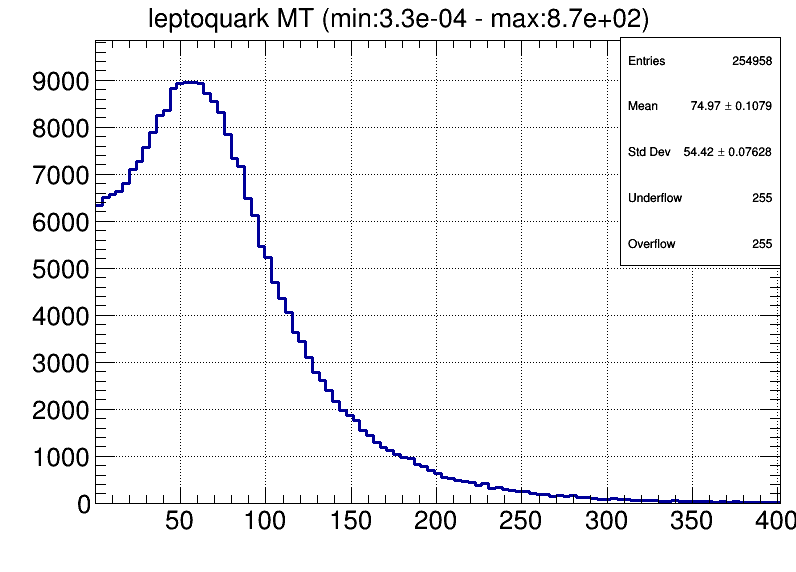 leptoquark MT (min:3.3e-04 - max:8.7e+02)
Entries 254958
Mean 74.97 ± 0.1079
Std Dev 54.42 ± 0.07628
Underflow 255
Overflow 255
9000
8000
7000
6000
5000
4000
3000
2000
1000
0
50 100 150 200 250 300 350 400